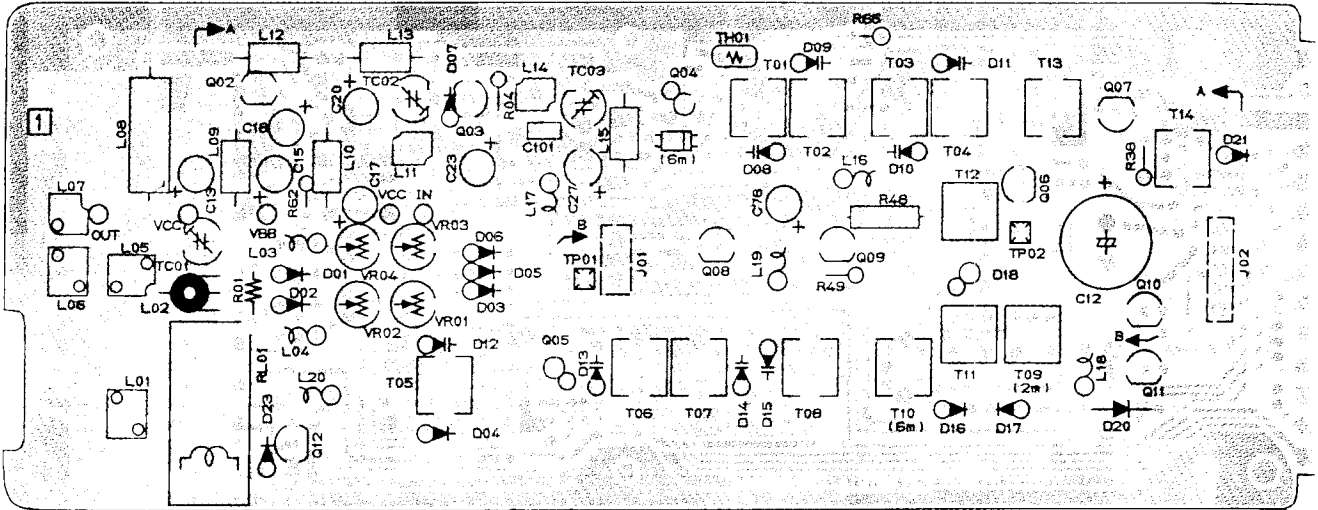 R66
A
L12
L13
TH01
D09
D07
L14
TC03
Q04
T01
T03
D11
T13
Q02
TC02
R04
Q07
A
C20
1
L08
T14
C18
Q03
L15
D21
L09
C15
L10
L11
C101
(6m)
R38
C23
D08
T02
D10
T04
L16
T12
L07
C13
R62
C17
VCC IN
L17
C27
Q06
C78
R48
OUT
VCC
VBB
VR03
B
L05
L03
D06
TP01
J01
Q08
L19
Q09
TP02
J02
TC01
D01
VR04
D05
R49
D18
L06
L02
R01
D02
D03
C12
Q10
L04
VR02
VR01
D12
Q05
D13
B
RL01
T05
T11
T09
(2m)
L18
L01
L20
D23
T06
T07
D14
D15
T08
T10
(6m)
Q11
Q12
D04
D16
D17
D20